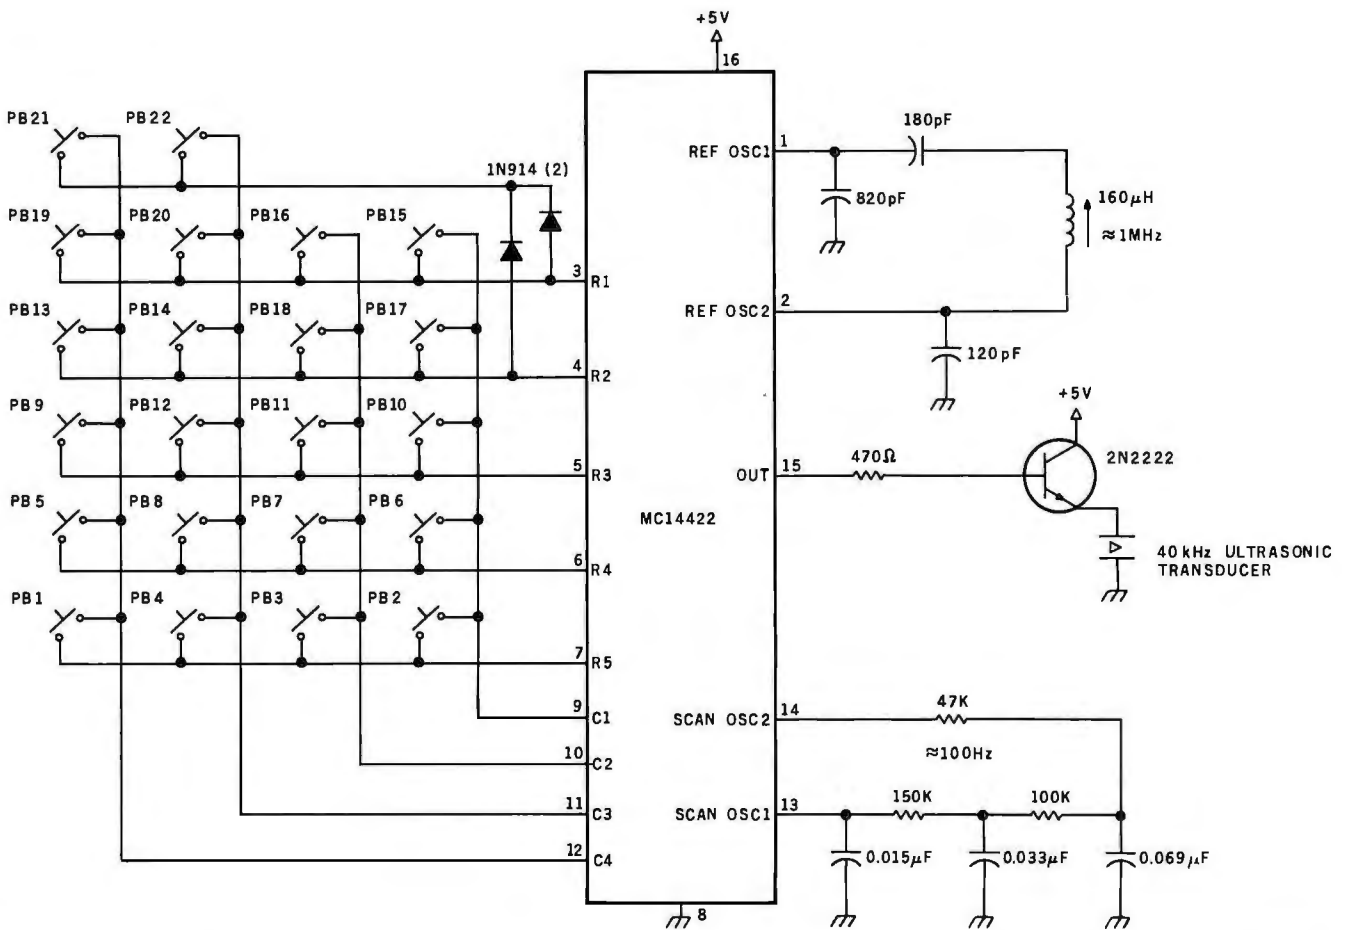 +5V
16
PB21
PB22
180pF
1
REF OSC1
1N914 (2)
820pF
160µH
≈1MHz
PB19
PB20
PB16
PB15
3
R1
2
REF OSC2
PB13
PB14
PB18
PB17
120pF
4
R2
+5V
PB9
PB12
PB11
PB10
470Ω
2N2222
5
R3
OUT
15
PB5
PB8
PB7
PB6
MC14422
40kHz ULTRASONIC
TRANSDUCER
6
R4
PB1
PB4
PB3
PB2
7
R5
47K
9
C1
SCAN OSC2
14
≈100Hz
10
C2
150K
100K
11
C3
SCAN OSC1
13
12
C4
0.015µF
0.033µF
0.069µF
8